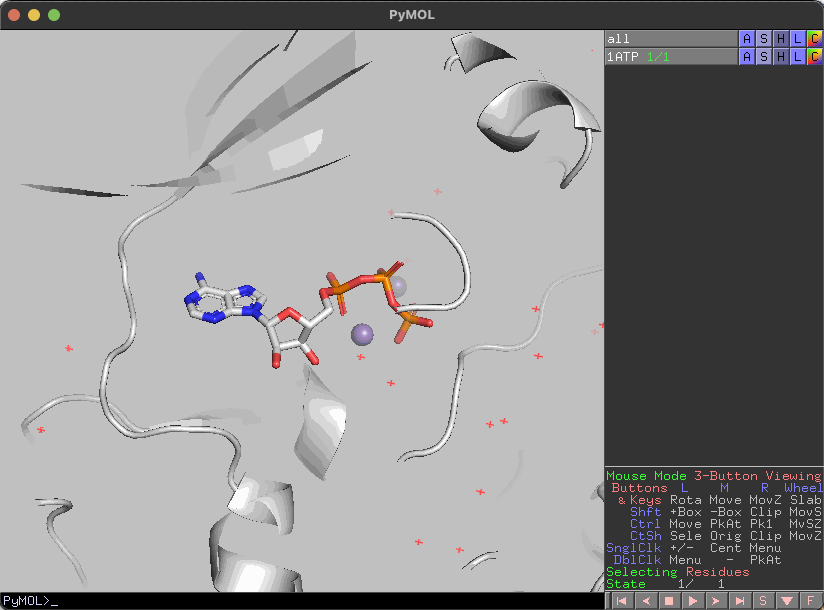 PyMOL
all A S H L C
1ATP 1/1 A S H L C
Mouse Mode 3-Button Viewing
Buttons L M R Wheel
& Keys Rota Move MovZ Slab
Shft +Box -Box Clip MovS
Ctrl Move PkAt Pk1 MvSZ
CtSh Sele Orig Clip MovZ
SnglClk +/- Cent Menu
DblClk Menu - PkAt
Selecting Residues
State 1/ 1
PyMOL>_
S F